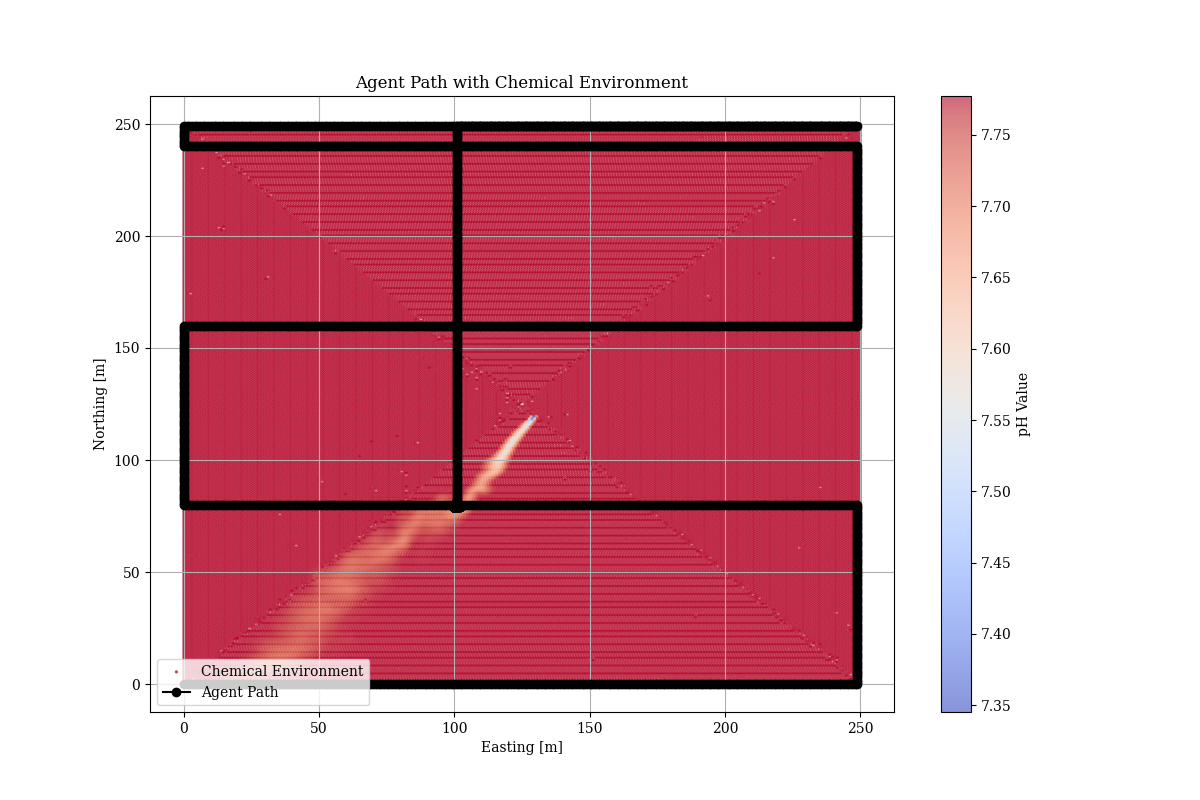 Agent Path with Chemical Environment
250
200
150
100
50
0
Northing [m]
0 50 100 150 200 250
Easting [m]
Chemical Environment
Agent Path
7.75
7.70
7.65
7.60
7.55
7.50
7.45
7.40
7.35
pH Value